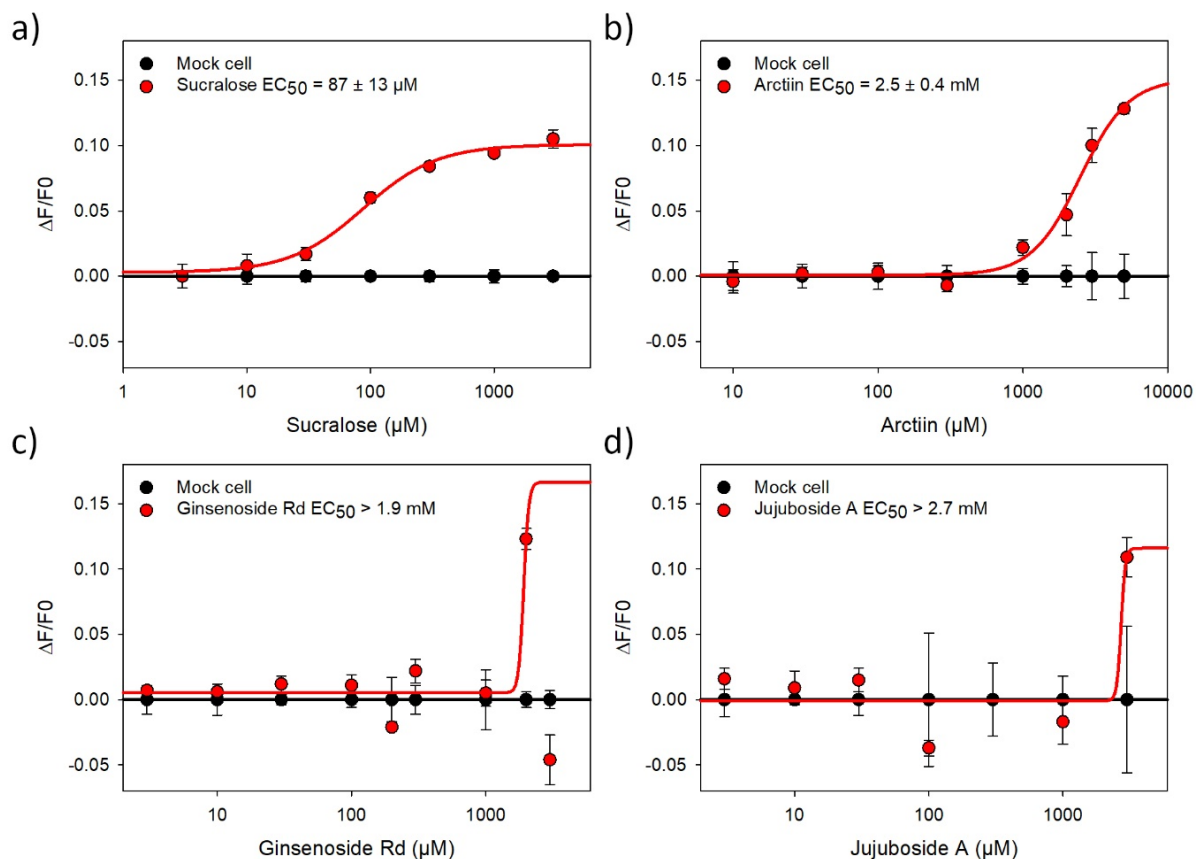 a)
Mock cell
Sucralose EC50 = 87 ± 13 µM
0.15
0.10
0.05
0.00
-0.05
ΔF/F0
1 10 100 1000
Sucralose (µM)
b)
Mock cell
Arctiin EC50 = 2.5 ± 0.4 mM
0.15
0.10
0.05
0.00
-0.05
ΔF/F0
10 100 1000 10000
Arctiin (µM)
c)
Mock cell
Ginsenoside Rd EC50 > 1.9 mM
0.15
0.10
0.05
0.00
-0.05
ΔF/F0
10 100 1000
Ginsenoside Rd (µM)
d)
Mock cell
Jujuboside A EC50 > 2.7 mM
0.15
0.10
0.05
0.00
-0.05
ΔF/F0
10 100 1000
Jujuboside A (µM)